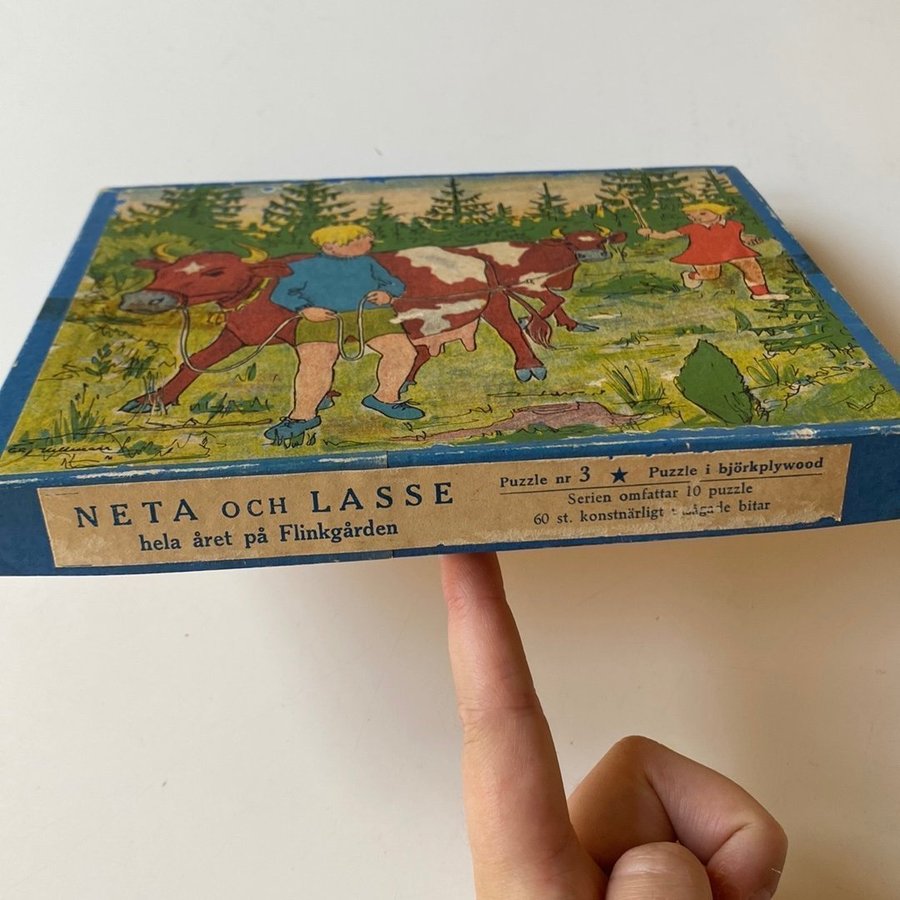 NETA OCH LASSE
hela året på Flinkgården
Puzzle nr 3 ★ Puzzle i björkplywood
Serien omfattar 10 puzzle
60 st. konstnärligt bitar